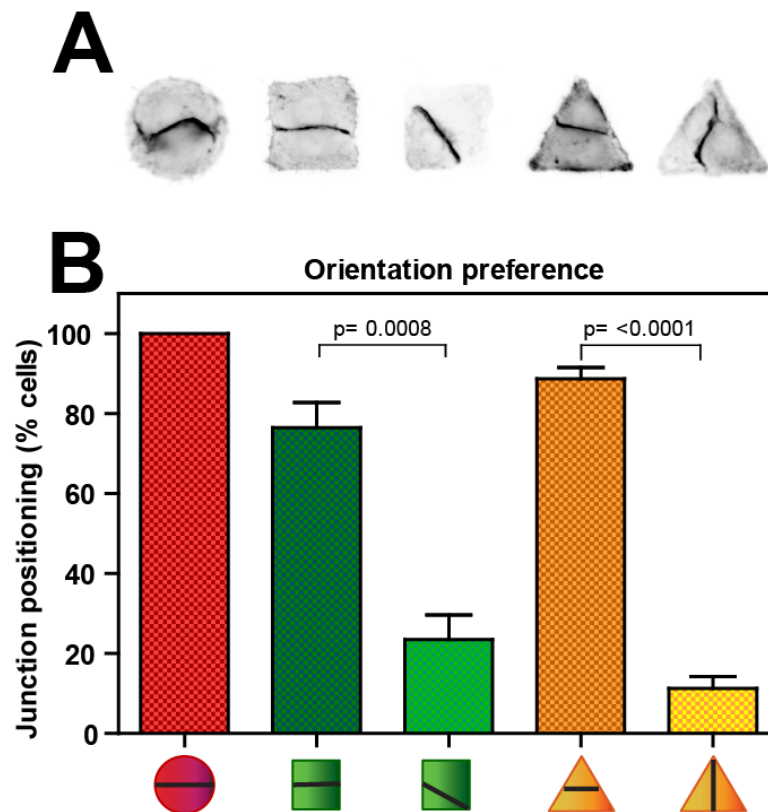 A
B
Orientation preference
p= 0.0008
p= <0.0001
Junction positioning (% cells)
100
80
60
40
20
0